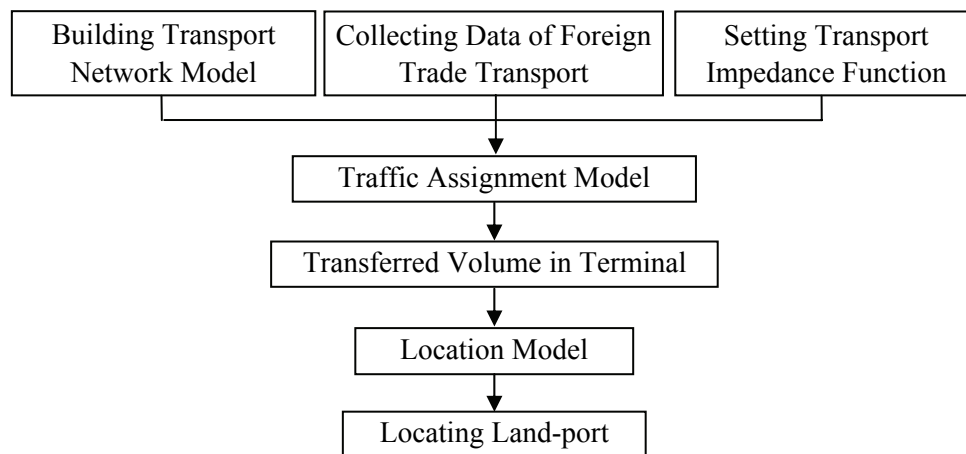 Building Transport
Network Model
Collecting Data of Foreign
Trade Transport
Setting Transport
Impedance Function
Traffic Assignment Model
Transferred Volume in Terminal
Location Model
Locating Land-port